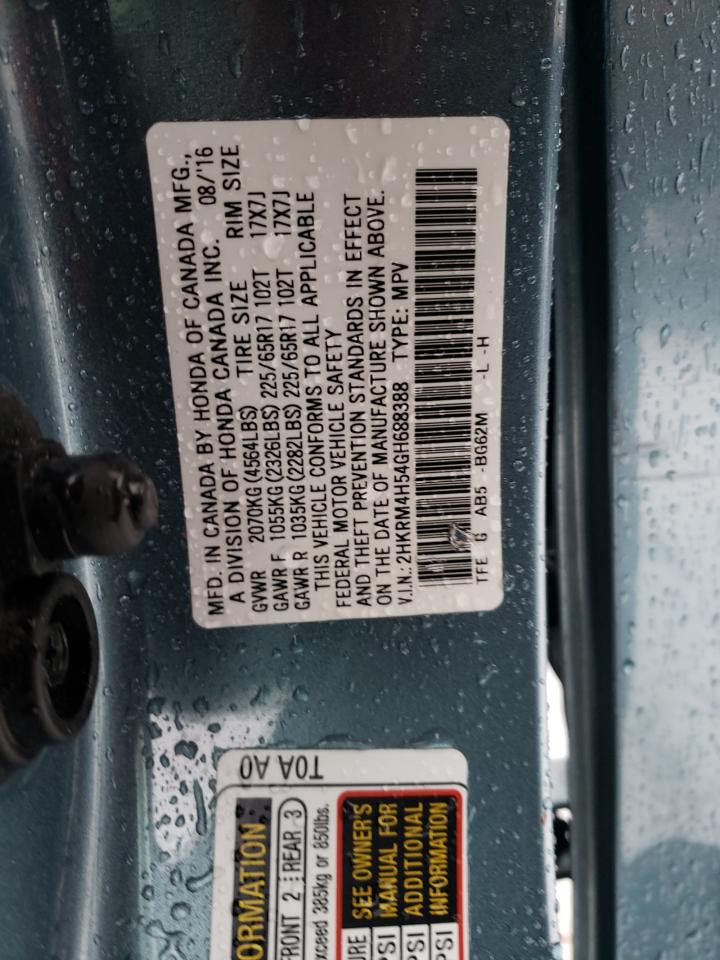 MFD. IN CANADA BY HONDA OF CANADA MFG.,
A DIVISION OF HONDA CANADA INC. 08/'16
GVWR 2070KG(4564LBS) TIRE SIZE RIM SIZE
GAWR F 1055KG(2326LBS) 225/65R17 102T 17X7J
GAWR R 1035KG(2282LBS) 225/65R17 102T 17X7J
THIS VEHICLE CONFORMS TO ALL APPLICABLE
FEDERAL MOTOR VEHICLE SAFETY
AND THEFT PREVENTION STANDARDS IN EFFECT
ON THE DATE OF MANUFACTURE SHOWN ABOVE.
V.I.N.: 2HKRM4H54GH688388 TYPE: MPV
TFE G AB5 -BG62M -L -H
T0A A0
ORMATION
FRONT 2 REAR 3
exceed 385kg or 850lbs.
URE
PSI
PSI
PSI
SEE OWNER'S
MANUAL FOR
ADDITIONAL
INFORMATION